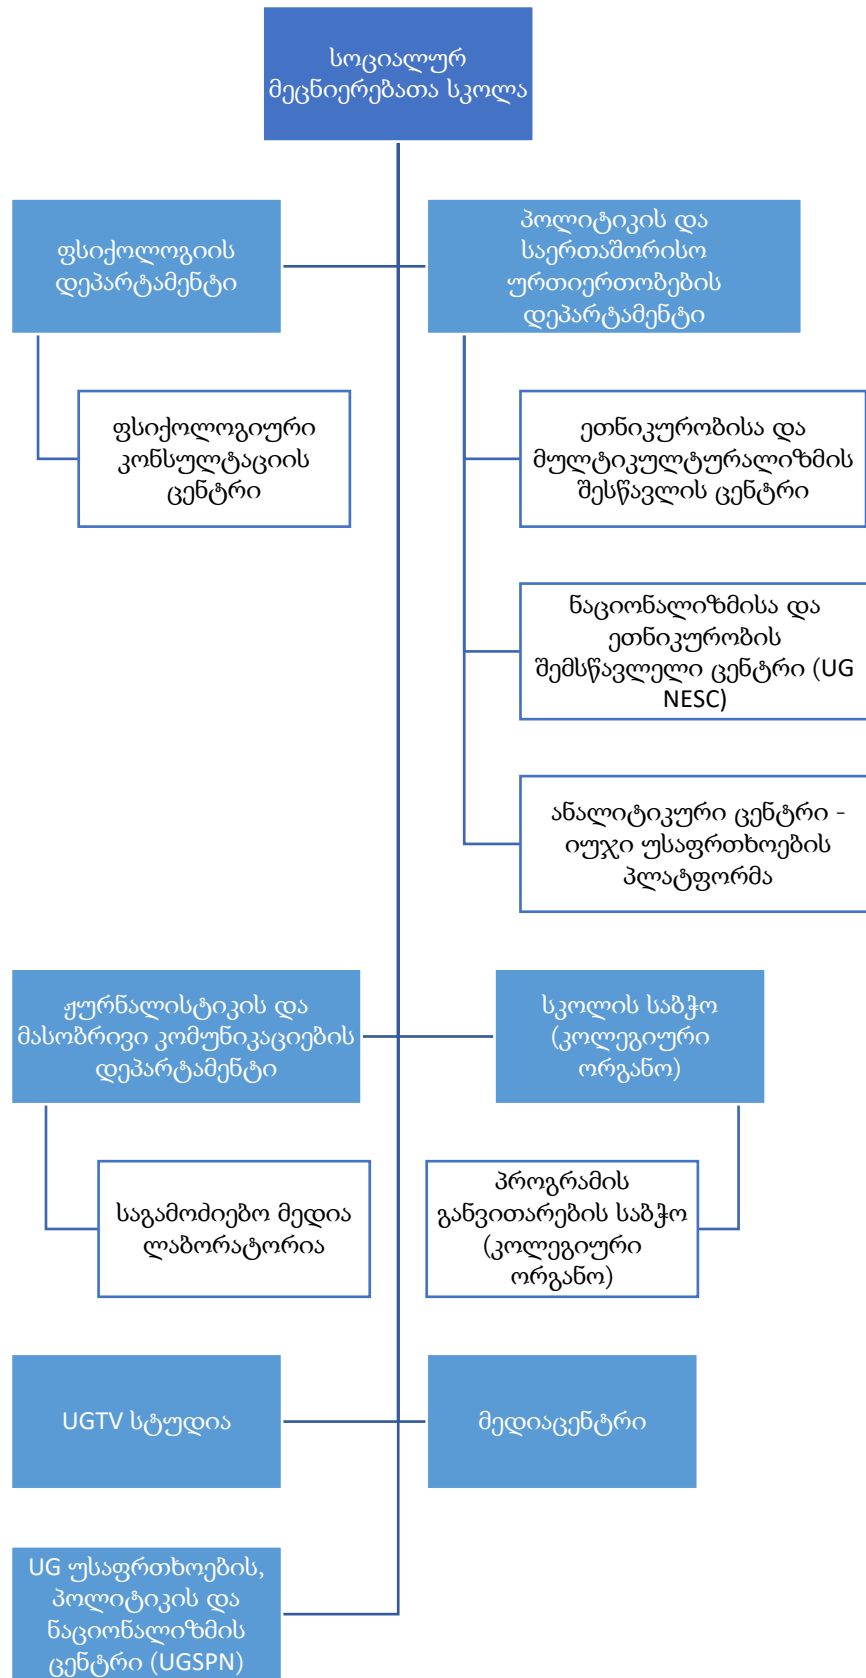 სოციალურ
მეცნიერებათა სკოლა
ფსიქოლოგიის
დეპარტამენტი
პოლიტიკის და
საერთაშორისო
ურთიერთობების
დეპარტამენტი
ფსიქოლოგიური
კონსულტაციის
ცენტრი
ეთნიკურობისა და
მულტიკულტურალიზმის
შესწავლის ცენტრი
ნაციონალიზმისა და
ეთნიკურობის
შემსწავლელი ცენტრი (UG
NESC)
ანალიტიკური ცენტრი -
იუჯი უსაფრთხოების
პლატფორმა
ჟურნალისტიკის და
მასობრივი კომუნიკაციების
დეპარტამენტი
სკოლის საბჭო
(კოლეგიური
ორგანო)
საგამოძიებო მედია
ლაბორატორია
პროგრამის
განვითარების საბჭო
(კოლეგიური
ორგანო)
UGTV სტუდია
მედიაცენტრი
UG უსაფრთხოების,
პოლიტიკის და
ნაციონალიზმის
ცენტრი (UGSPN)